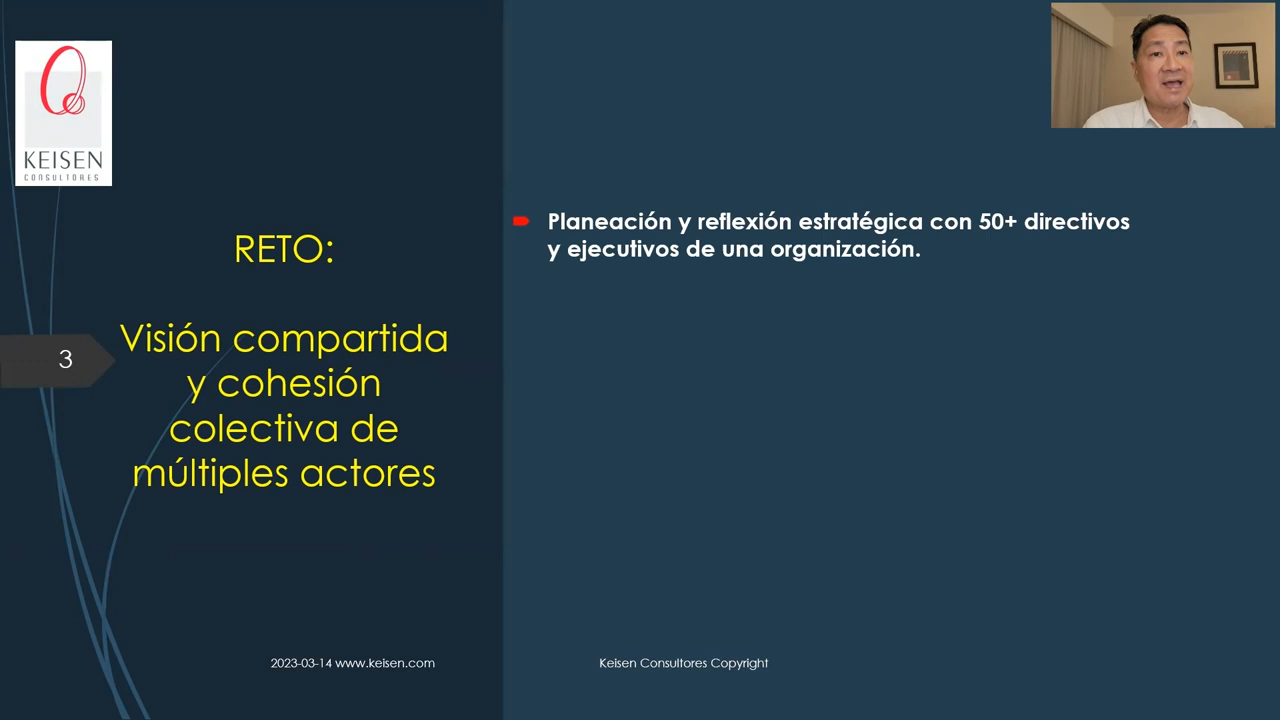 KEISEN
CONSULTORES
RETO:
Visión compartida
y cohesión
colectiva de
múltiples actores
3
Planeación y reflexión estratégica con 50+ directivos
y ejecutivos de una organización.
2023-03-14 www.keisen.com
Keisen Consultores Copyright